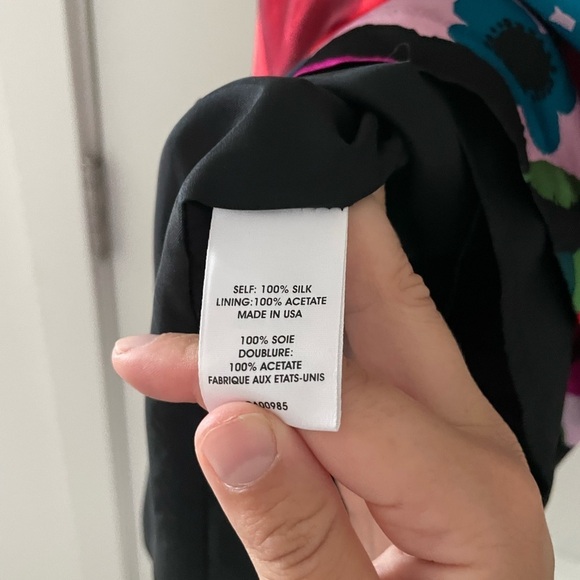 SELF: 100% SILK
LINING:100% ACETATE
MADE IN USA
100% SOIE
DOUBLURE:
100% ACETATE
FABRIQUE AUX ETATS-UNIS